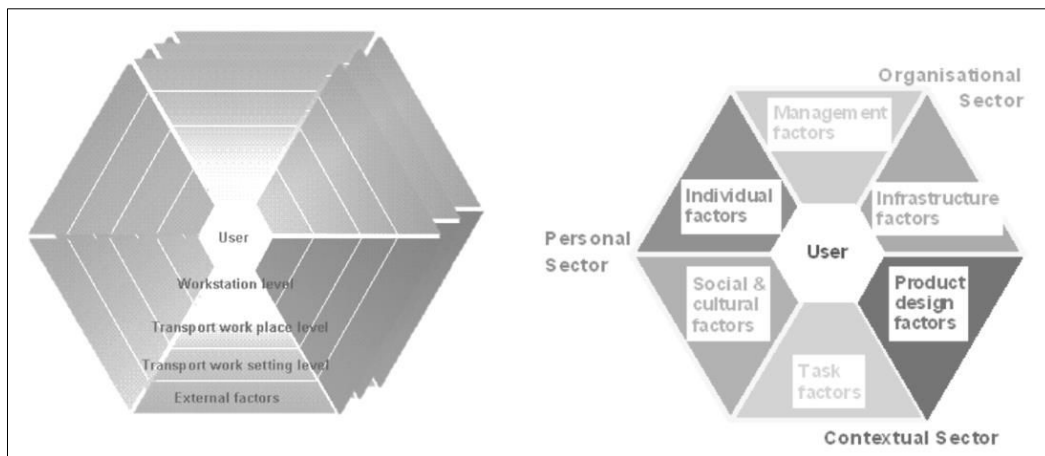 User
Workstation level
Transport work place level
Transport work setting level
External factors
Organisational
Sector
Management
factors
Individual
factors
Infrastructure
factors
Personal
Sector
User
Social &
cultural
factors
Product
design
factors
Task
factors
Contextual Sector